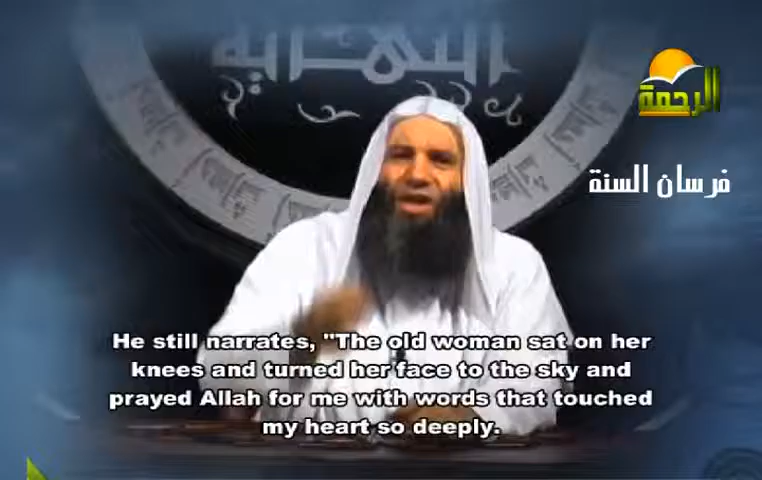 النهاية
الرحمة
فرسان السنة
He still narrates, "The old woman sat on her
knees and turned her face to the sky and
prayed Allah for me with words that touched
my heart so deeply.